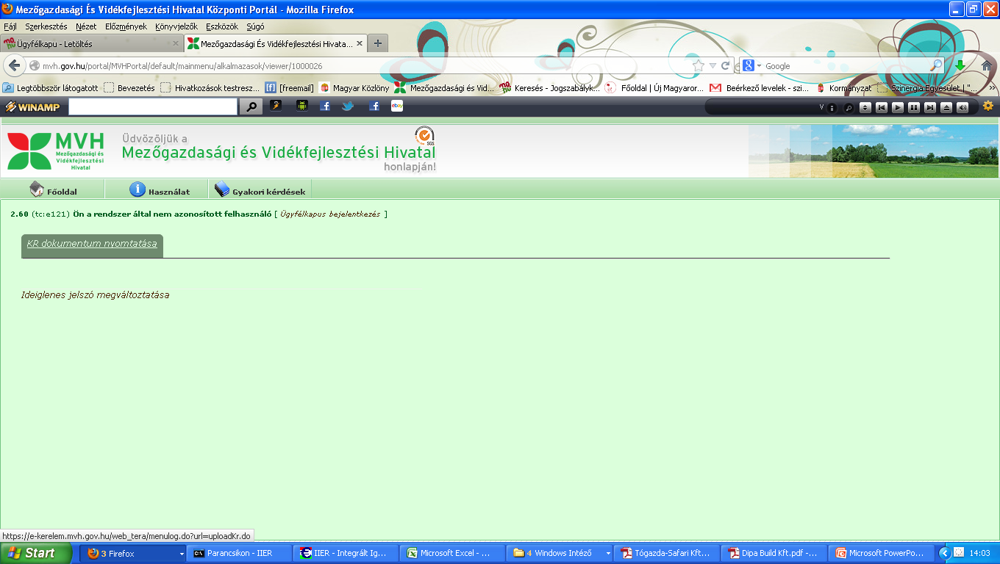 Mezőgazdasági És Vidékfejlesztési Hivatal Központi Portál - Mozilla Firefox
Fájl Szerkesztés Nézet Előzmények Könyvjelzők Eszközök Súgó
Ügyfélkapu - Letöltés
Mezőgazdasági És Vidékfejlesztési Hivata...
mvh.gov.hu/portal/MVHPortal/default/mainmenu/alkalmazasok/viewer/1000026
Google
Legtöbbször látogatott Bevezetés Hivatkozások testresz... [freemail] Magyar Közlöny Mezőgazdasági és Vid... Keresés - Jogszabályk... Főoldal | Új Magyaror... Beérkező levelek - szi... Kormányzat Szinergia Egyesület | "... »
WINAMP
ebay
V
MVH
Mezőgazdasági és
Vidékfejlesztési
Hivatal
Üdvözöljük a
Mezőgazdasági és Vidékfejlesztési Hivatal
honlapján!
SGS
Főoldal Használat Gyakori kérdések
2.60 (tc:e121) Ön a rendszer által nem azonosított felhasználó [ Ügyfélkapus bejelentkezés ]
KR dokumentum nyomtatása
Ideiglenes jelszó megváltoztatása
https://e-kerelem.mvh.gov.hu/web_tera/menulog.do?url=uploadKr.do
Start 3 Firefox Parancsikon - IIER IIER - Integrált Ig... Microsoft Excel - ... 4 Windows Intéző Tógazda-Safari Kft... Dipa Build Kft.pdf -... Microsoft PowerPo... 14:03